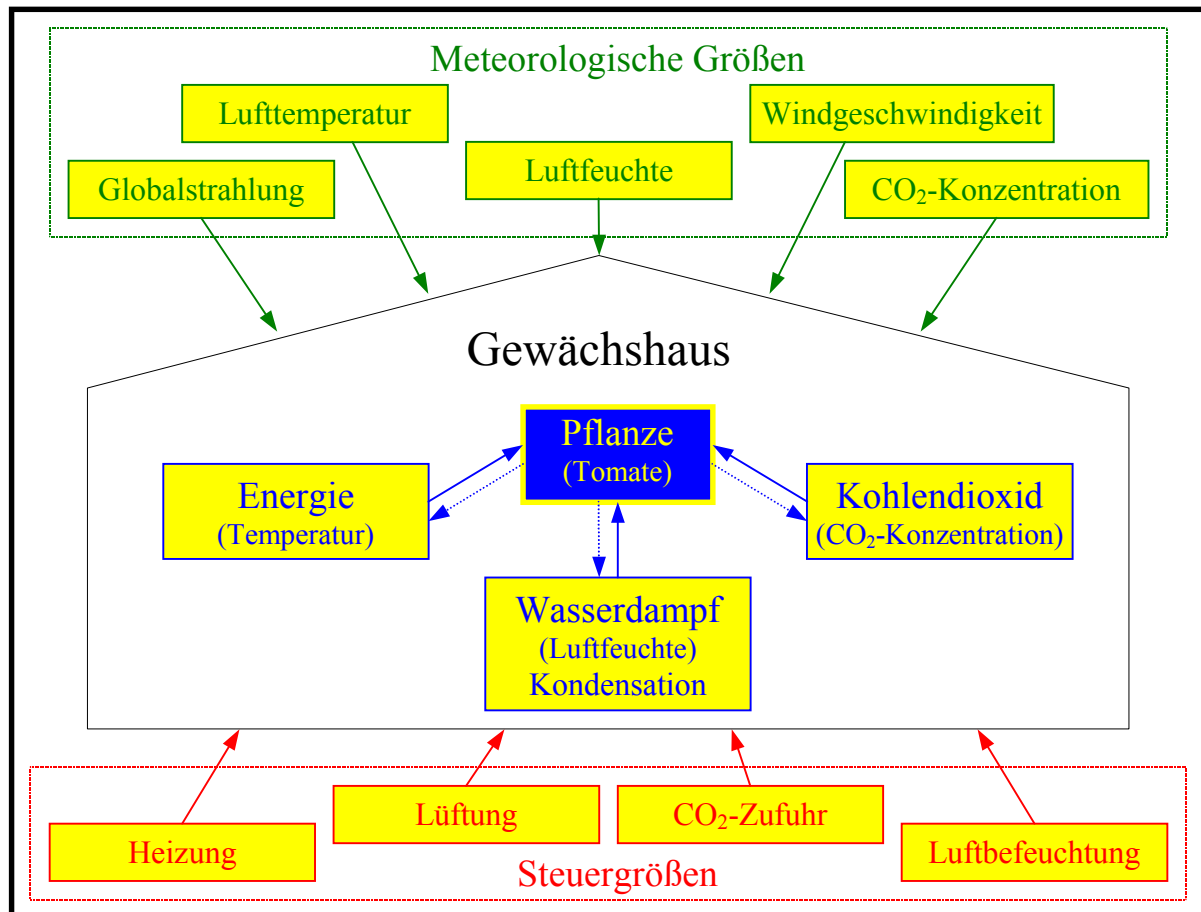 Meteorologische Größen
Lufttemperatur
Windgeschwindigkeit
Luftfeuchte
Globalstrahlung
CO₂-Konzentration
Gewächshaus
Pflanze
(Tomate)
Energie
(Temperatur)
Kohlendioxid
(CO₂-Konzentration)
Wasserdampf
(Luftfeuchte)
Kondensation
Lüftung
CO₂-Zufuhr
Heizung
Luftbefeuchtung
Steuergrößen